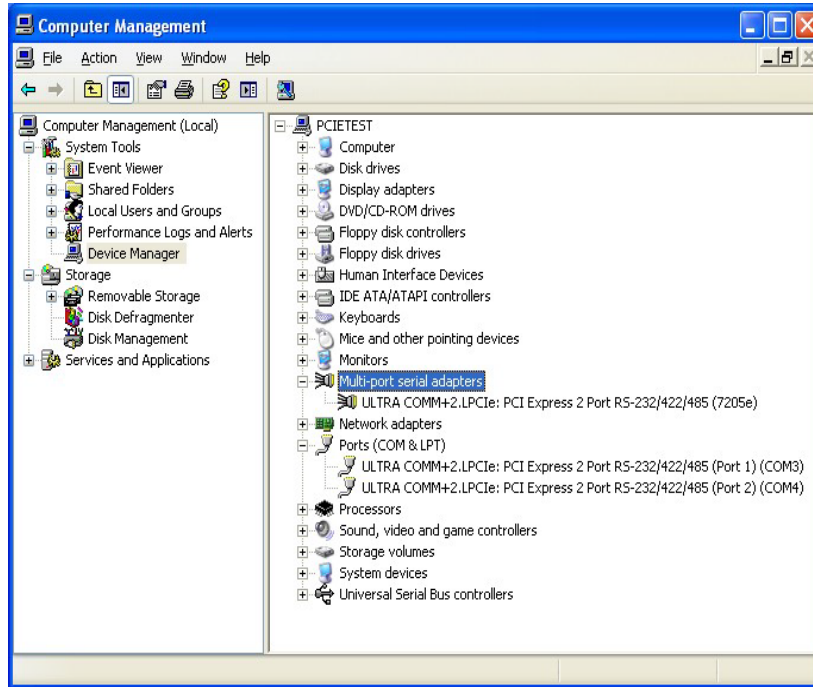 Computer Management
File Action View Window Help
Computer Management (Local)
System Tools
Event Viewer
Shared Folders
Local Users and Groups
Performance Logs and Alerts
Device Manager
Storage
Removable Storage
Disk Defragmenter
Disk Management
Services and Applications
PCIETEST
Computer
Disk drives
Display adapters
DVD/CD-ROM drives
Floppy disk controllers
Floppy disk drives
Human Interface Devices
IDE ATA/ATAPI controllers
Keyboards
Mice and other pointing devices
Monitors
Multi-port serial adapters
ULTRA COMM+2.LPCIe: PCI Express 2 Port RS-232/422/485 (7205e)
Network adapters
Ports (COM & LPT)
ULTRA COMM+2.LPCIe: PCI Express 2 Port RS-232/422/485 (Port 1) (COM3)
ULTRA COMM+2.LPCIe: PCI Express 2 Port RS-232/422/485 (Port 2) (COM4)
Processors
Sound, video and game controllers
Storage volumes
System devices
Universal Serial Bus controllers